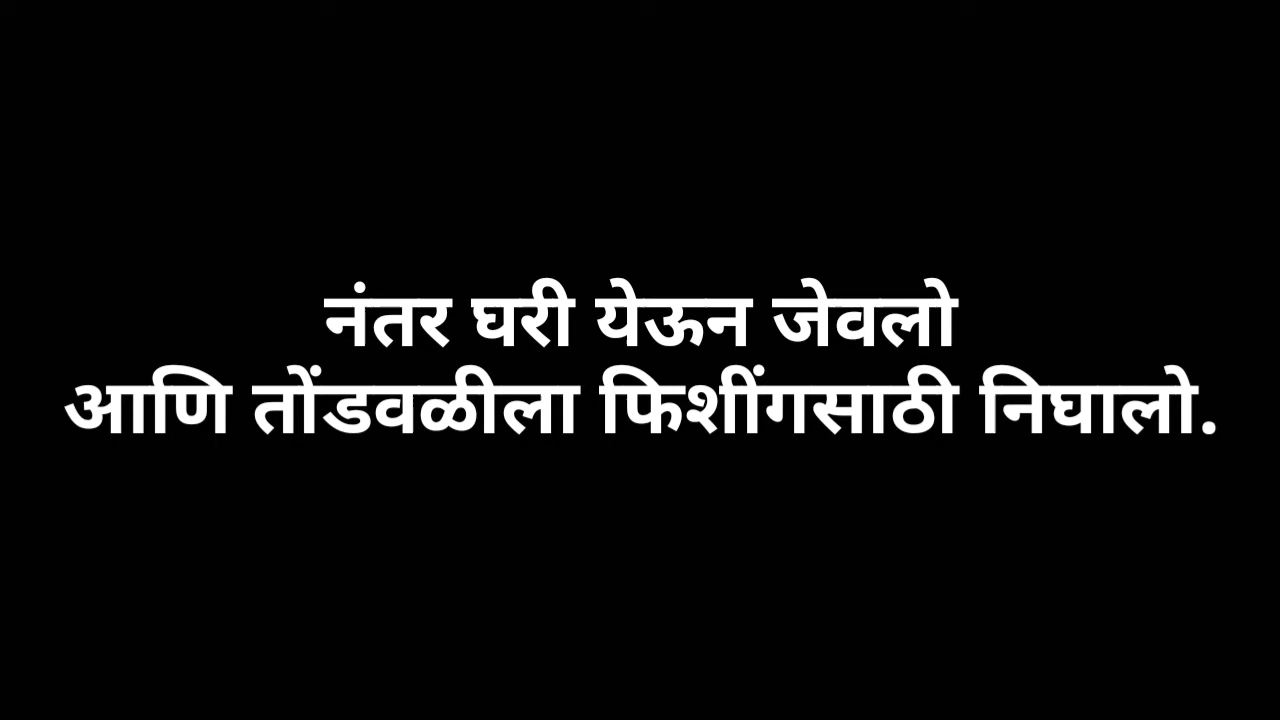 नंतर घरी येऊन जेवलो
आणि तोंडवळीला फिशींगसाठी निघालो.